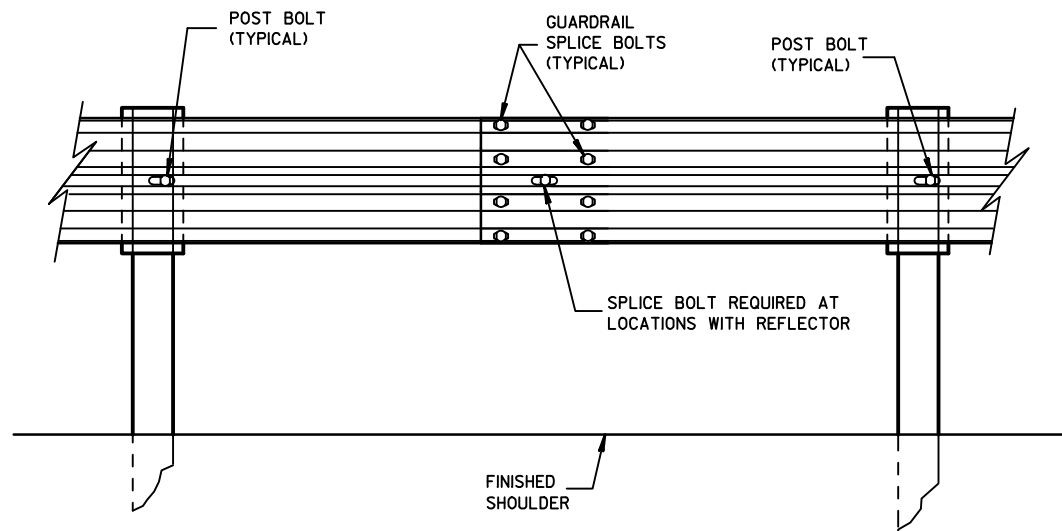 POST BOLT
(TYPICAL)
GUARDRAIL
SPLICE BOLTS
(TYPICAL)
POST BOLT
(TYPICAL)
SPLICE BOLT REQUIRED AT
LOCATIONS WITH REFLECTOR
FINISHED
SHOULDER